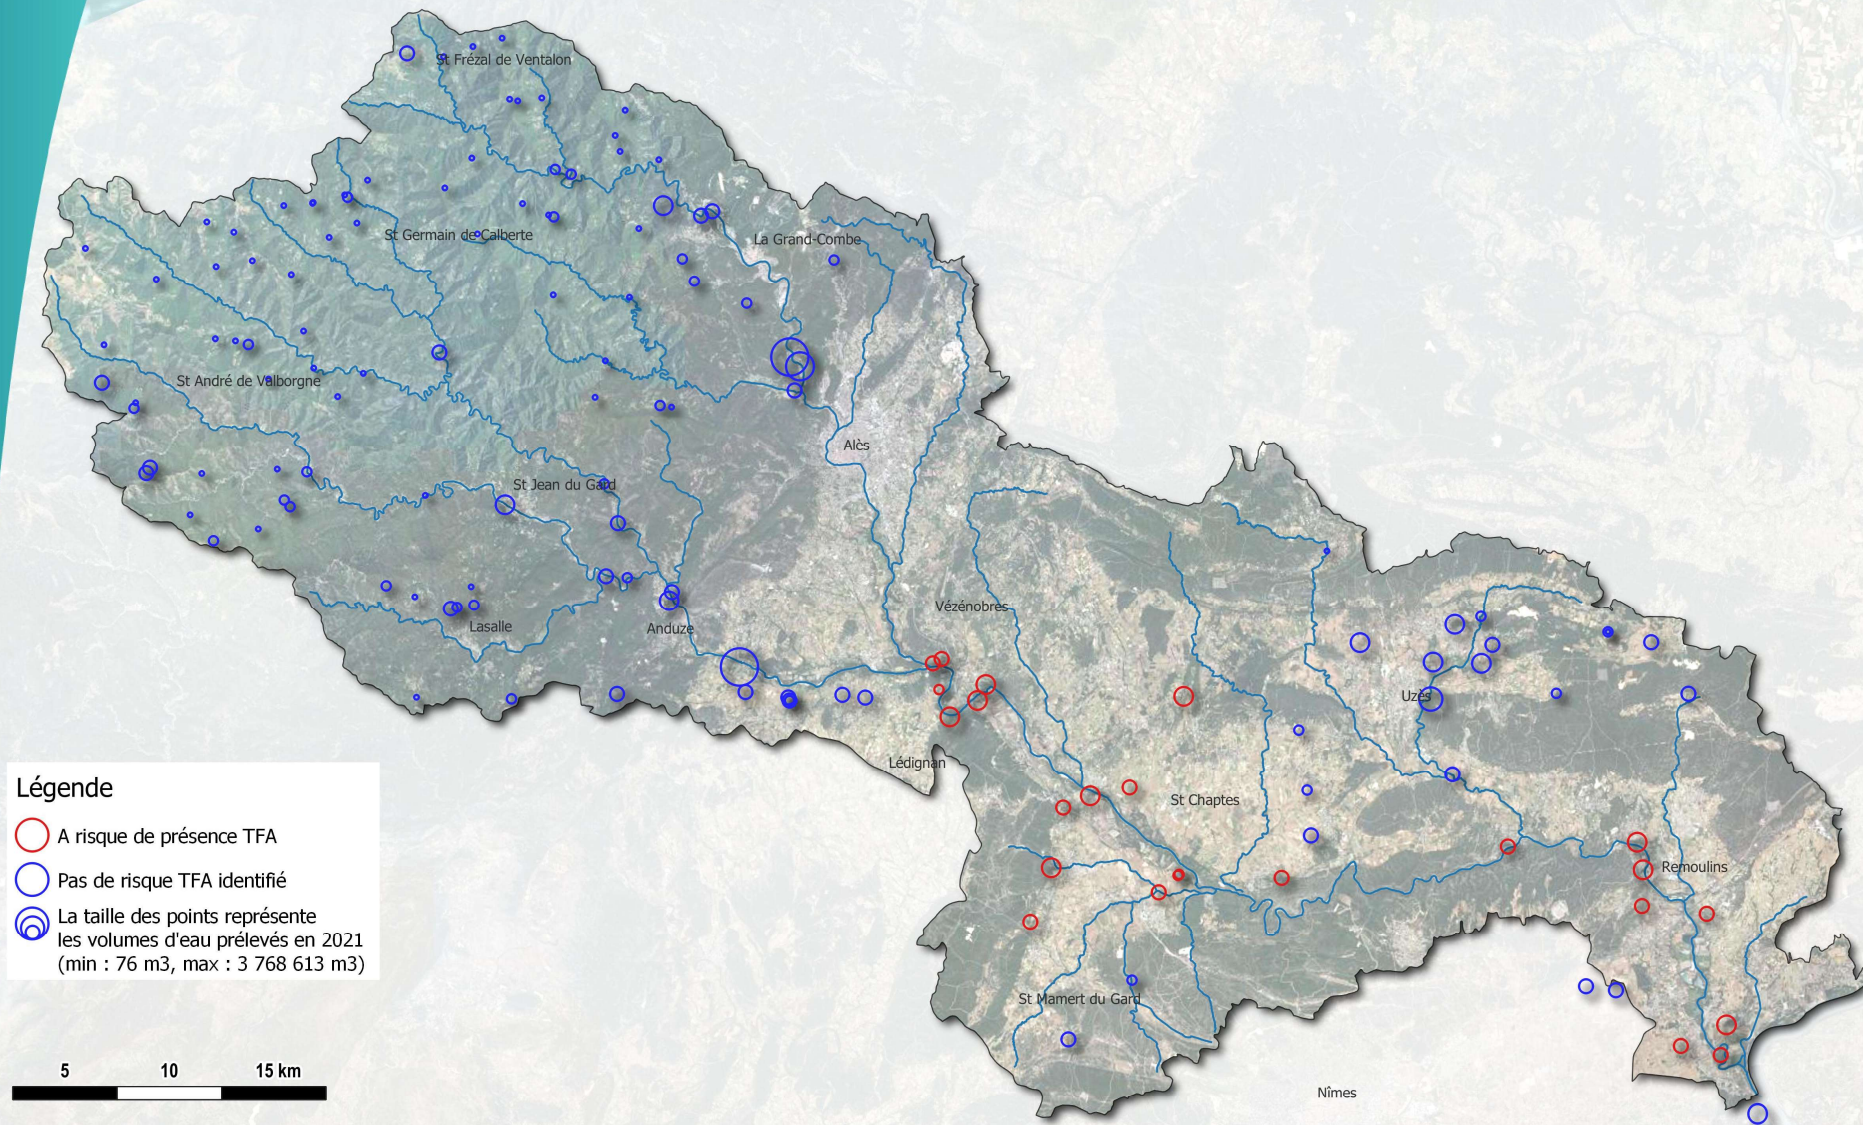 St Frézal de Ventalon
St Germain de Calberte
La Grand-Combe
St André de Valborgne
Alès
St Jean du Gard
Vézénobres
Lasalle
Anduze
Uzès
Lédignan
St Chaptes
Remoulins
St Mamert du Gard
Nîmes
Légende
A risque de présence TFA
Pas de risque TFA identifié
La taille des points représente
les volumes d'eau prélevés en 2021
(min : 76 m3, max : 3 768 613 m3)
5 10 15 km